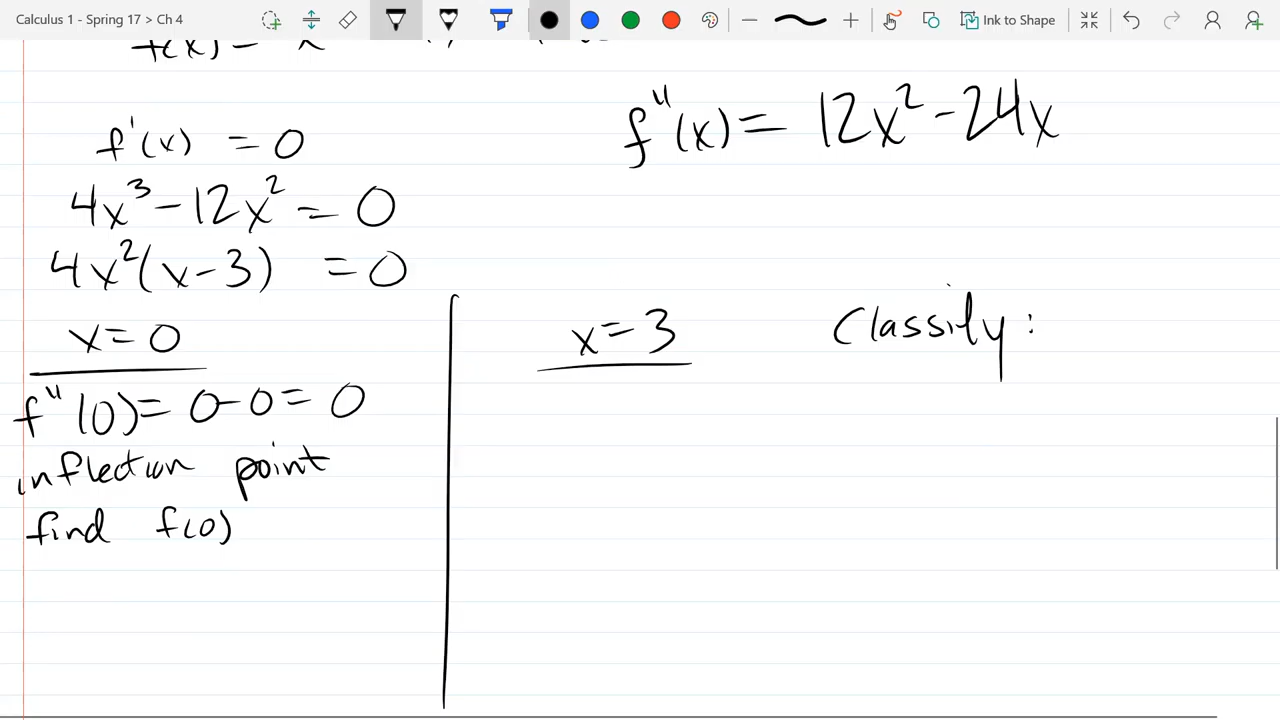 Calculus 1 - Spring 17 > Ch 4
Ink to Shape
f(x) = x
f''(x) = 12x² - 24x
f'(x) = 0
4x³ - 12x² = 0
4x²(x - 3) = 0
x = 0
x = 3
Classify:
f''(0) = 0 - 0 = 0
inflection point
find f(0)